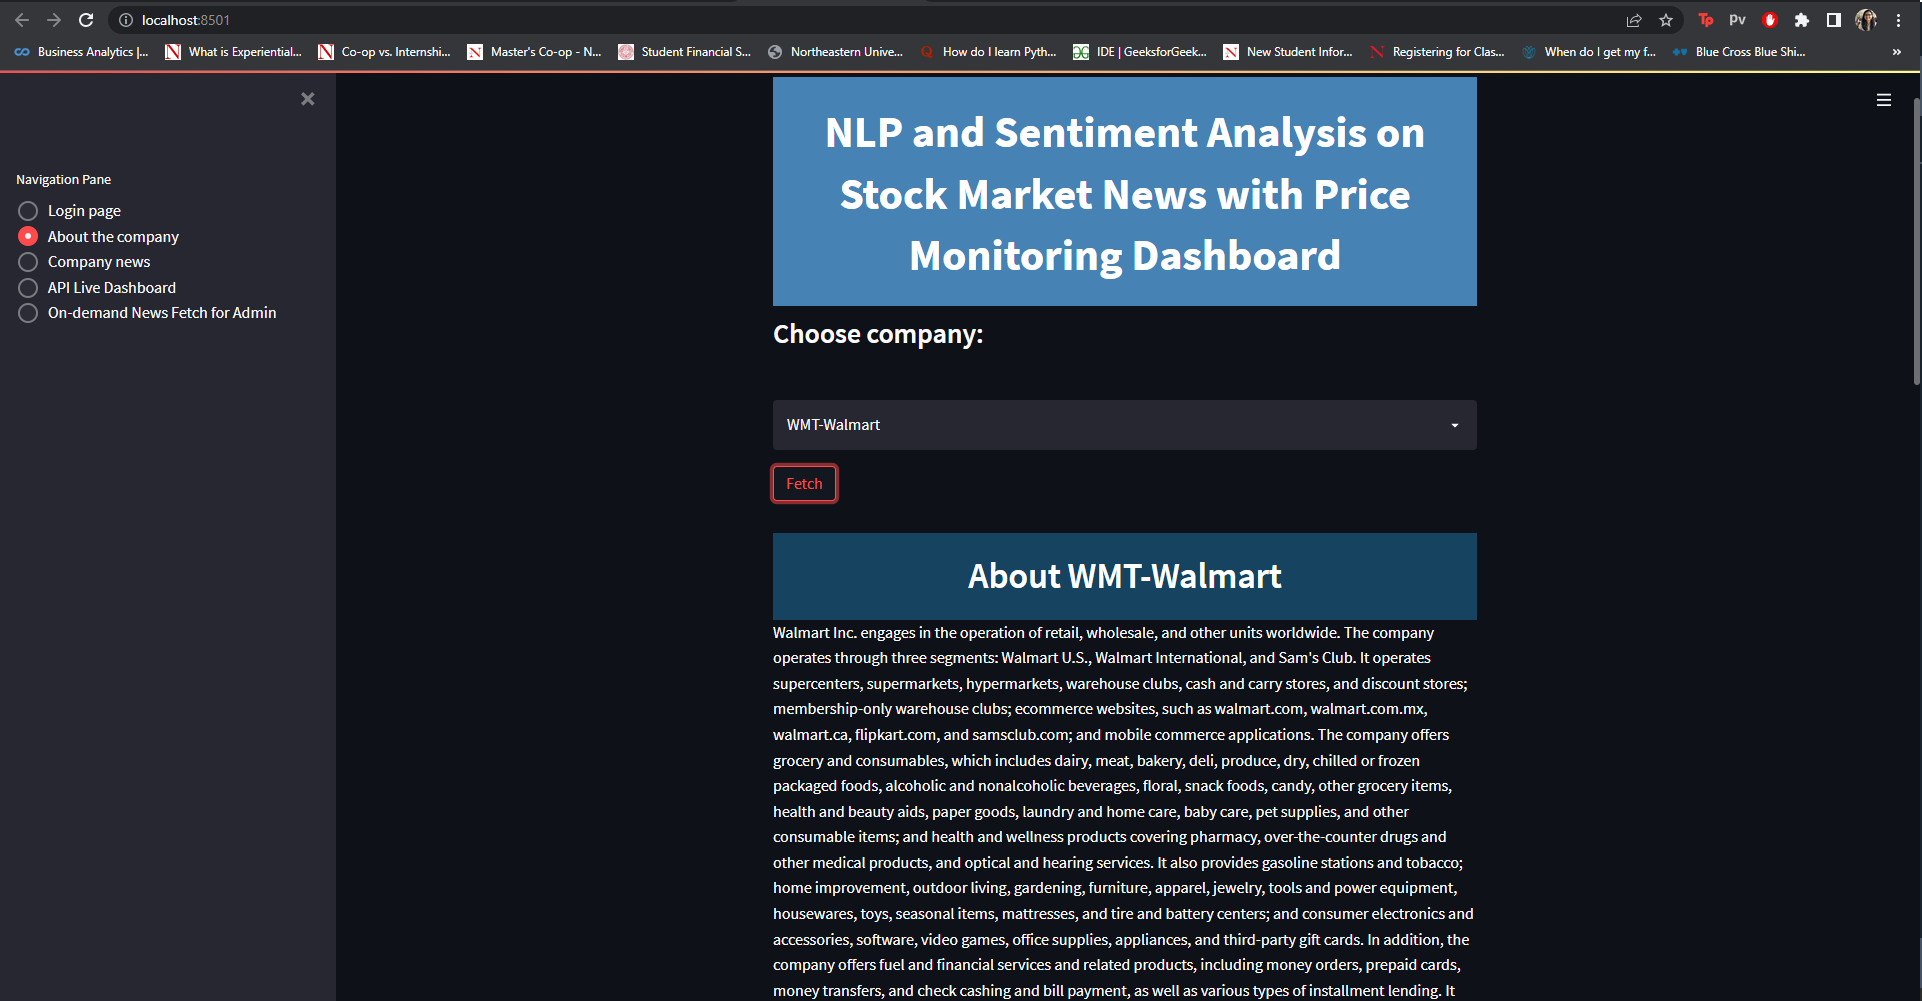 localhost:8501
Tp
Pv
Business Analytics |...
What is Experiential...
Co-op vs. Internshi...
Master's Co-op - N...
Student Financial S...
Northeastern Unive...
How do I learn Pyth...
IDE | GeeksforGeek...
New Student Infor...
Registering for Clas...
When do I get my f...
Blue Cross Blue Shi...
»
Navigation Pane
Login page
About the company
Company news
API Live Dashboard
On-demand News Fetch for Admin
NLP and Sentiment Analysis on
Stock Market News with Price
Monitoring Dashboard
Choose company:
WMT-Walmart
Fetch
About WMT-Walmart
Walmart Inc. engages in the operation of retail, wholesale, and other units worldwide. The company
operates through three segments: Walmart U.S., Walmart International, and Sam's Club. It operates
supercenters, supermarkets, hypermarkets, warehouse clubs, cash and carry stores, and discount stores;
membership-only warehouse clubs; ecommerce websites, such as walmart.com, walmart.com.mx,
walmart.ca, flipkart.com, and samsclub.com; and mobile commerce applications. The company offers
grocery and consumables, which includes dairy, meat, bakery, deli, produce, dry, chilled or frozen
packaged foods, alcoholic and nonalcoholic beverages, floral, snack foods, candy, other grocery items,
health and beauty aids, paper goods, laundry and home care, baby care, pet supplies, and other
consumable items; and health and wellness products covering pharmacy, over-the-counter drugs and
other medical products, and optical and hearing services. It also provides gasoline stations and tobacco;
home improvement, outdoor living, gardening, furniture, apparel, jewelry, tools and power equipment,
housewares, toys, seasonal items, mattresses, and tire and battery centers; and consumer electronics and
accessories, software, video games, office supplies, appliances, and third-party gift cards. In addition, the
company offers fuel and financial services and related products, including money orders, prepaid cards,
money transfers, and check cashing and bill payment, as well as various types of installment lending. It